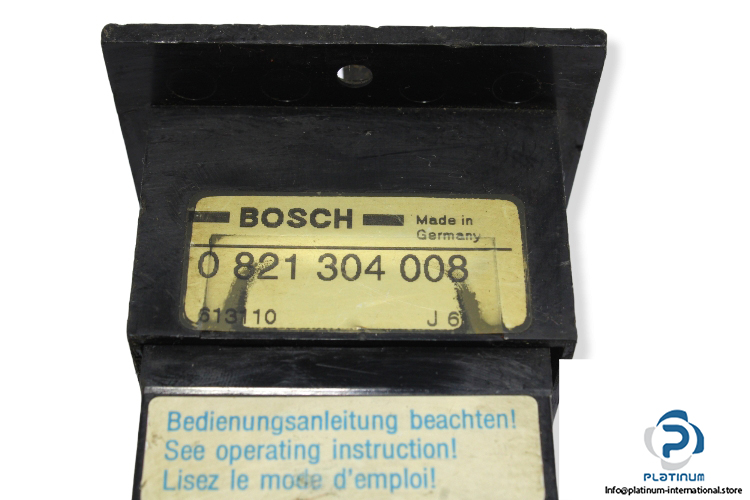 BOSCH
Made in
Germany
0 821 304 008
613110 J 6
Bedienungsanleitung beachten!
See operating instruction!
Lisez le mode d'emploi!
PLATINUM
Info@platinum-international.store